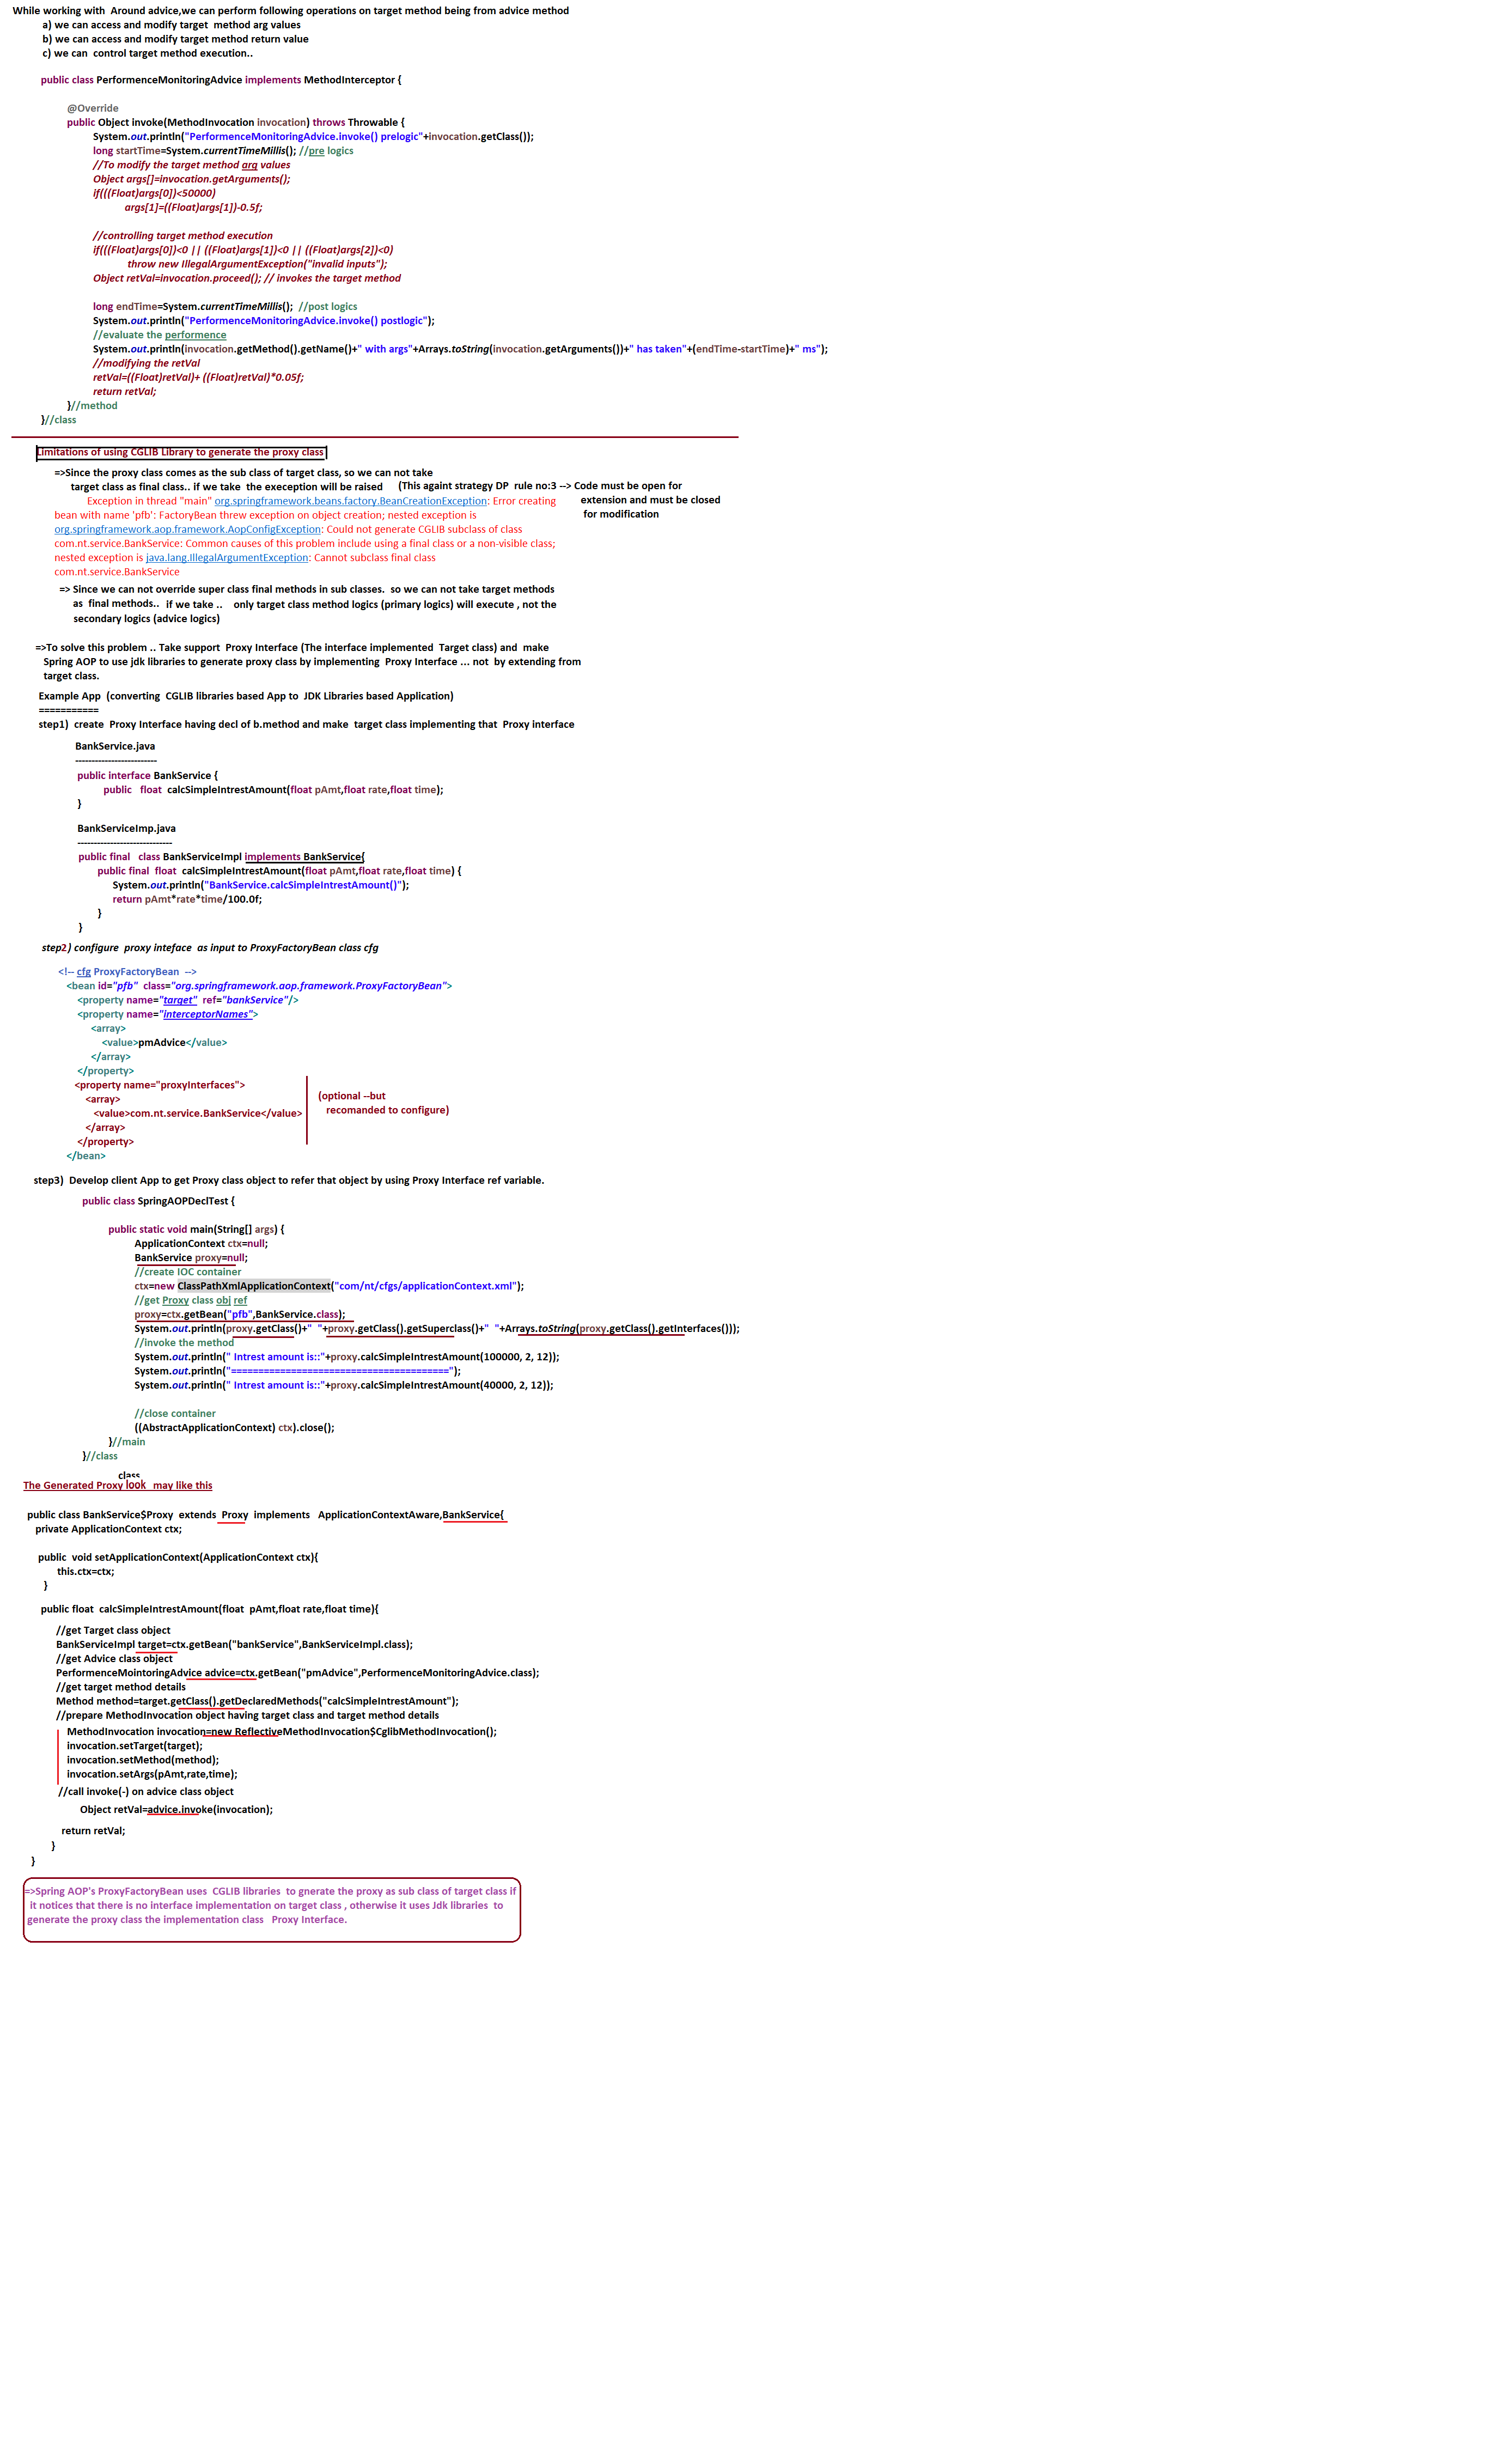 While working with Around advice,we can perform following operations on target method being from advice method
a) we can access and modify target method arg values
b) we can access and modify target method return value
c) we can control target method execution..
public class PerformenceMonitoringAdvice implements MethodInterceptor {
@Override
public Object invoke(MethodInvocation invocation) throws Throwable {
System.out.println("PerformenceMonitoringAdvice.invoke() prelogic"+invocation.getClass());
long startTime=System.currentTimeMillis(); //pre logics
//To modify the target method arg values
Object args[]=invocation.getArguments();
if(((Float)args[0])<50000)
args[1]=((Float)args[1])-0.5f;
//controlling target method execution
if(((Float)args[0])<0 || ((Float)args[1])<0 || ((Float)args[2])<0)
throw new IllegalArgumentException("invalid inputs");
Object retVal=invocation.proceed(); // invokes the target method
long endTime=System.currentTimeMillis(); //post logics
System.out.println("PerformenceMonitoringAdvice.invoke() postlogic");
//evaluate the performence
System.out.println(invocation.getMethod().getName()+" with args"+Arrays.toString(invocation.getArguments())+" has taken"+(endTime-startTime)+" ms");
//modifying the retVal
retVal=((Float)retVal)+ ((Float)retVal)*0.05f;
return retVal;
}//method
}//class
Limitations of using CGLIB Library to generate the proxy class
=>Since the proxy class comes as the sub class of target class, so we can not take
target class as final class.. if we take the exeception will be raised (This againt strategy DP rule no:3 --> Code must be open for
extension and must be closed
for modification
Exception in thread "main" org.springframework.beans.factory.BeanCreationException: Error creating
bean with name 'pfb': FactoryBean threw exception on object creation; nested exception is
org.springframework.aop.framework.AopConfigException: Could not generate CGLIB subclass of class
com.nt.service.BankService: Common causes of this problem include using a final class or a non-visible class;
nested exception is java.lang.IllegalArgumentException: Cannot subclass final class
com.nt.service.BankService
=> Since we can not override super class final methods in sub classes. so we can not take target methods
as final methods.. if we take .. only target class method logics (primary logics) will execute , not the
secondary logics (advice logics)
=>To solve this problem .. Take support Proxy Interface (The interface implemented Target class) and make
Spring AOP to use jdk libraries to generate proxy class by implementing Proxy Interface ... not by extending from
target class.
Example App (converting CGLIB libraries based App to JDK Libraries based Application)
===========
step1) create Proxy Interface having decl of b.method and make target class implementing that Proxy interface
BankService.java
-------------------------
public interface BankService {
public float calcSimpleIntrestAmount(float pAmt,float rate,float time);
}
BankServiceImp.java
-----------------------------
public final class BankServiceImpl implements BankService{
public final float calcSimpleIntrestAmount(float pAmt,float rate,float time) {
System.out.println("BankService.calcSimpleIntrestAmount()");
return pAmt*rate*time/100.0f;
}
}
step2) configure proxy inteface as input to ProxyFactoryBean class cfg
<!-- cfg ProxyFactoryBean -->
<bean id="pfb" class="org.springframework.aop.framework.ProxyFactoryBean">
<property name="target" ref="bankService"/>
<property name="interceptorNames">
<array>
<value>pmAdvice</value>
</array>
</property>
<property name="proxyInterfaces">
<array>
<value>com.nt.service.BankService</value>
</array>
</property>
</bean>
(optional --but
recomanded to configure)
step3) Develop client App to get Proxy class object to refer that object by using Proxy Interface ref variable.
public class SpringAOPDeclTest {
public static void main(String[] args) {
ApplicationContext ctx=null;
BankService proxy=null;
//create IOC container
ctx=new ClassPathXmlApplicationContext("com/nt/cfgs/applicationContext.xml");
//get Proxy class obj ref
proxy=ctx.getBean("pfb",BankService.class);
System.out.println(proxy.getClass()+" "+proxy.getClass().getSuperclass()+" "+Arrays.toString(proxy.getClass().getInterfaces()));
//invoke the method
System.out.println(" Intrest amount is::"+proxy.calcSimpleIntrestAmount(100000, 2, 12));
System.out.println("========================================");
System.out.println(" Intrest amount is::"+proxy.calcSimpleIntrestAmount(40000, 2, 12));
//close container
((AbstractApplicationContext) ctx).close();
}//main
}//class
class
The Generated Proxy look may like this
public class BankService$Proxy extends Proxy implements ApplicationContextAware,BankService{
private ApplicationContext ctx;
public void setApplicationContext(ApplicationContext ctx){
this.ctx=ctx;
}
public float calcSimpleIntrestAmount(float pAmt,float rate,float time){
//get Target class object
BankServiceImpl target=ctx.getBean("bankService",BankServiceImpl.class);
//get Advice class object
PerformenceMointoringAdvice advice=ctx.getBean("pmAdvice",PerformenceMonitoringAdvice.class);
//get target method details
Method method=target.getClass().getDeclaredMethods("calcSimpleIntrestAmount");
//prepare MethodInvocation object having target class and target method details
MethodInvocation invocation=new ReflectiveMethodInvocation$CglibMethodInvocation();
invocation.setTarget(target);
invocation.setMethod(method);
invocation.setArgs(pAmt,rate,time);
//call invoke(-) on advice class object
Object retVal=advice.invoke(invocation);
return retVal;
}
}
=>Spring AOP's ProxyFactoryBean uses CGLIB libraries to gnerate the proxy as sub class of target class if
it notices that there is no interface implementation on target class , otherwise it uses Jdk libraries to
generate the proxy class the implementation class Proxy Interface.